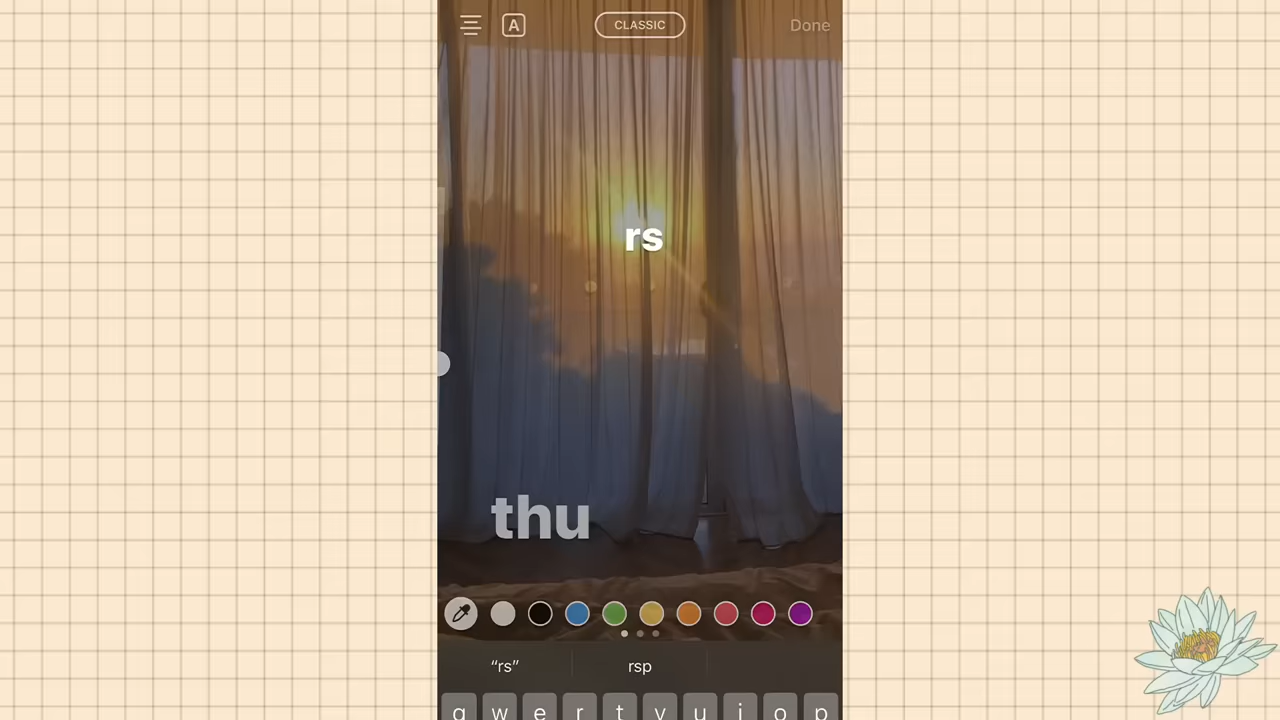 A CLASSIC Done
rs
thu
“rs” rsp
q w e r t y u i o p